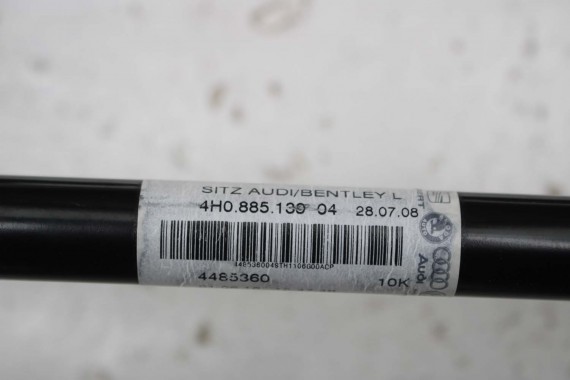 SITZ AUDI/BENTLEY L
4H0.885.139 04 28.07.08
4485360 10K
Audi